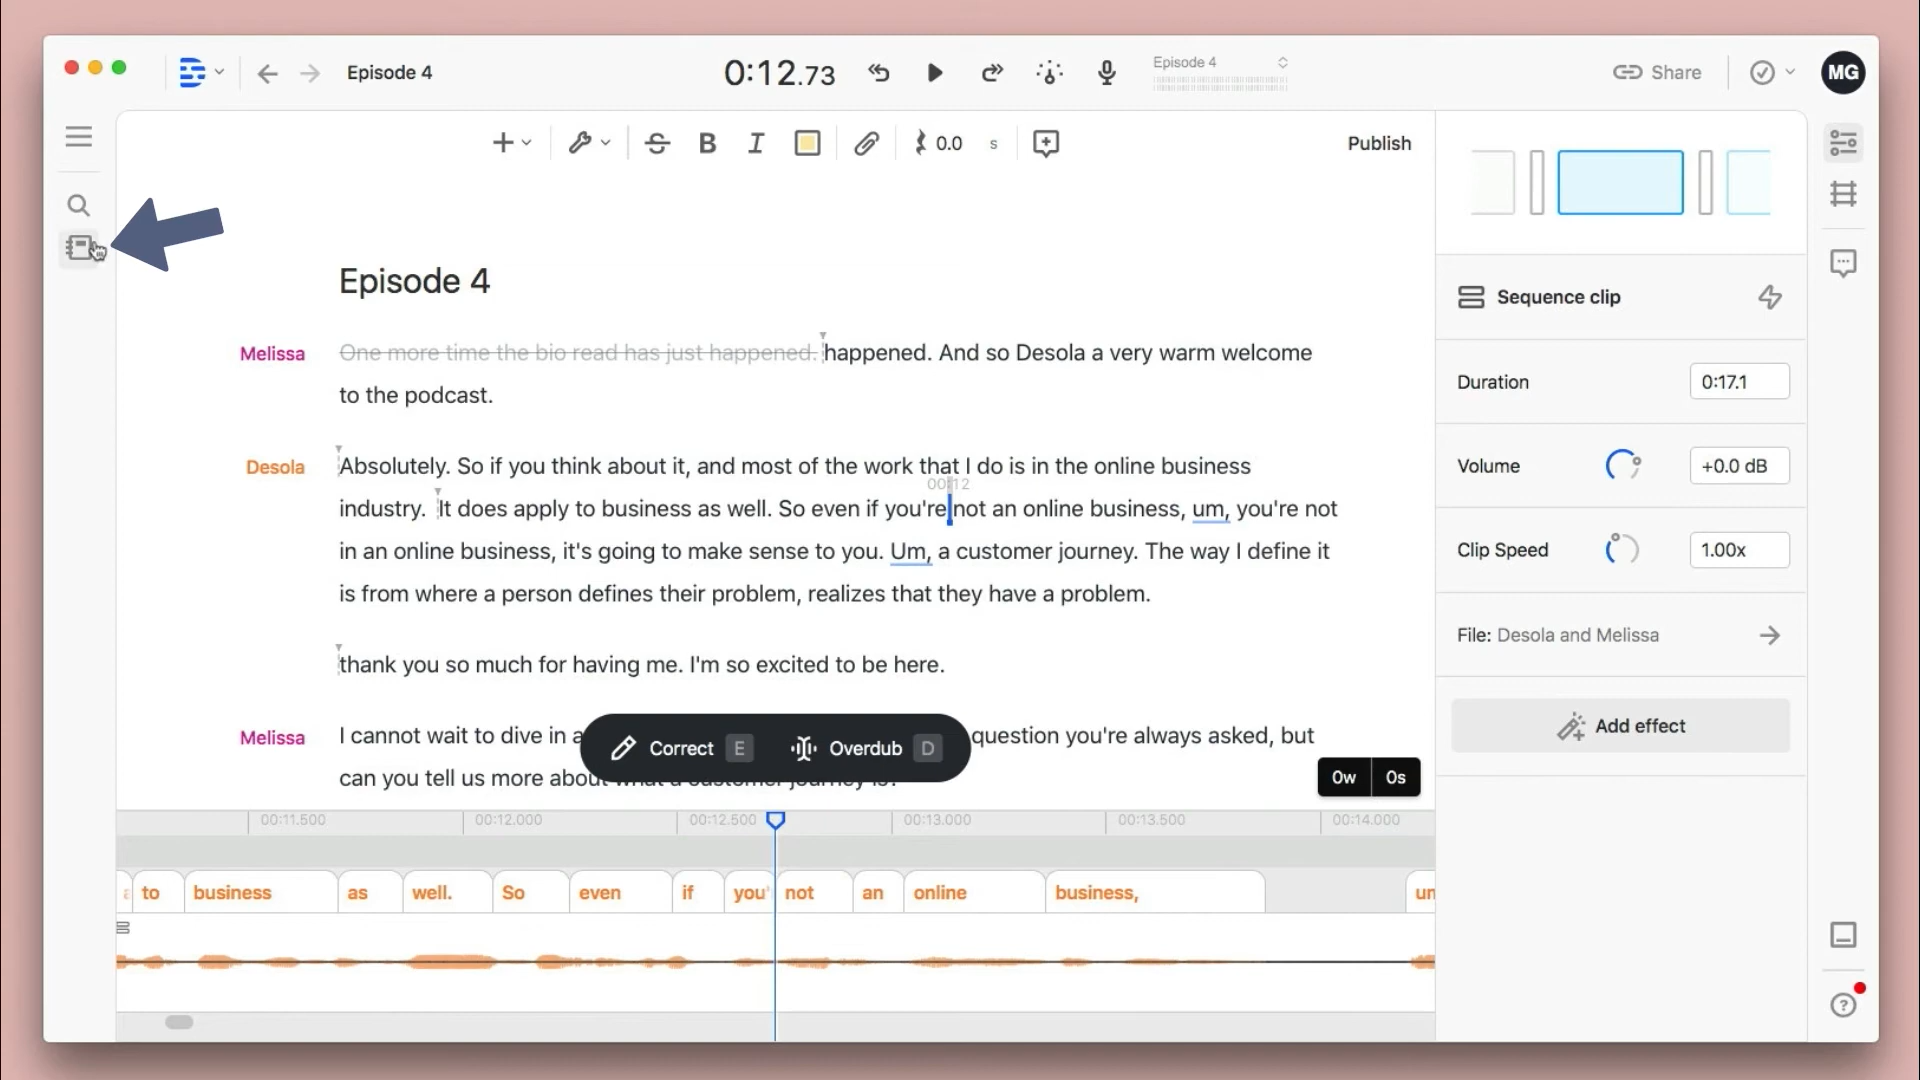 Episode 4
0:12.73
Episode 4
Share
MG
0.0 s
Publish
Episode 4
Melissa
One more time the bio read has just happened. happened. And so Desola a very warm welcome
to the podcast.
Desola
Absolutely. So if you think about it, and most of the work that I do is in the online business
00:12
industry. It does apply to business as well. So even if you're not an online business, um, you're not
in an online business, it's going to make sense to you. Um, a customer journey. The way I define it
is from where a person defines their problem, realizes that they have a problem.
thank you so much for having me. I'm so excited to be here.
Melissa
I cannot wait to dive in a question you're always asked, but
can you tell us more about what a customer journey is?
Correct E Overdub D
0w 0s
Sequence clip
Duration 0:17.1
Volume +0.0 dB
Clip Speed 1.00x
File: Desola and Melissa
Add effect
00:11.500 00:12.000 00:12.500 00:13.000 00:13.500 00:14.000
to business as well. So even if you' not an online business, un